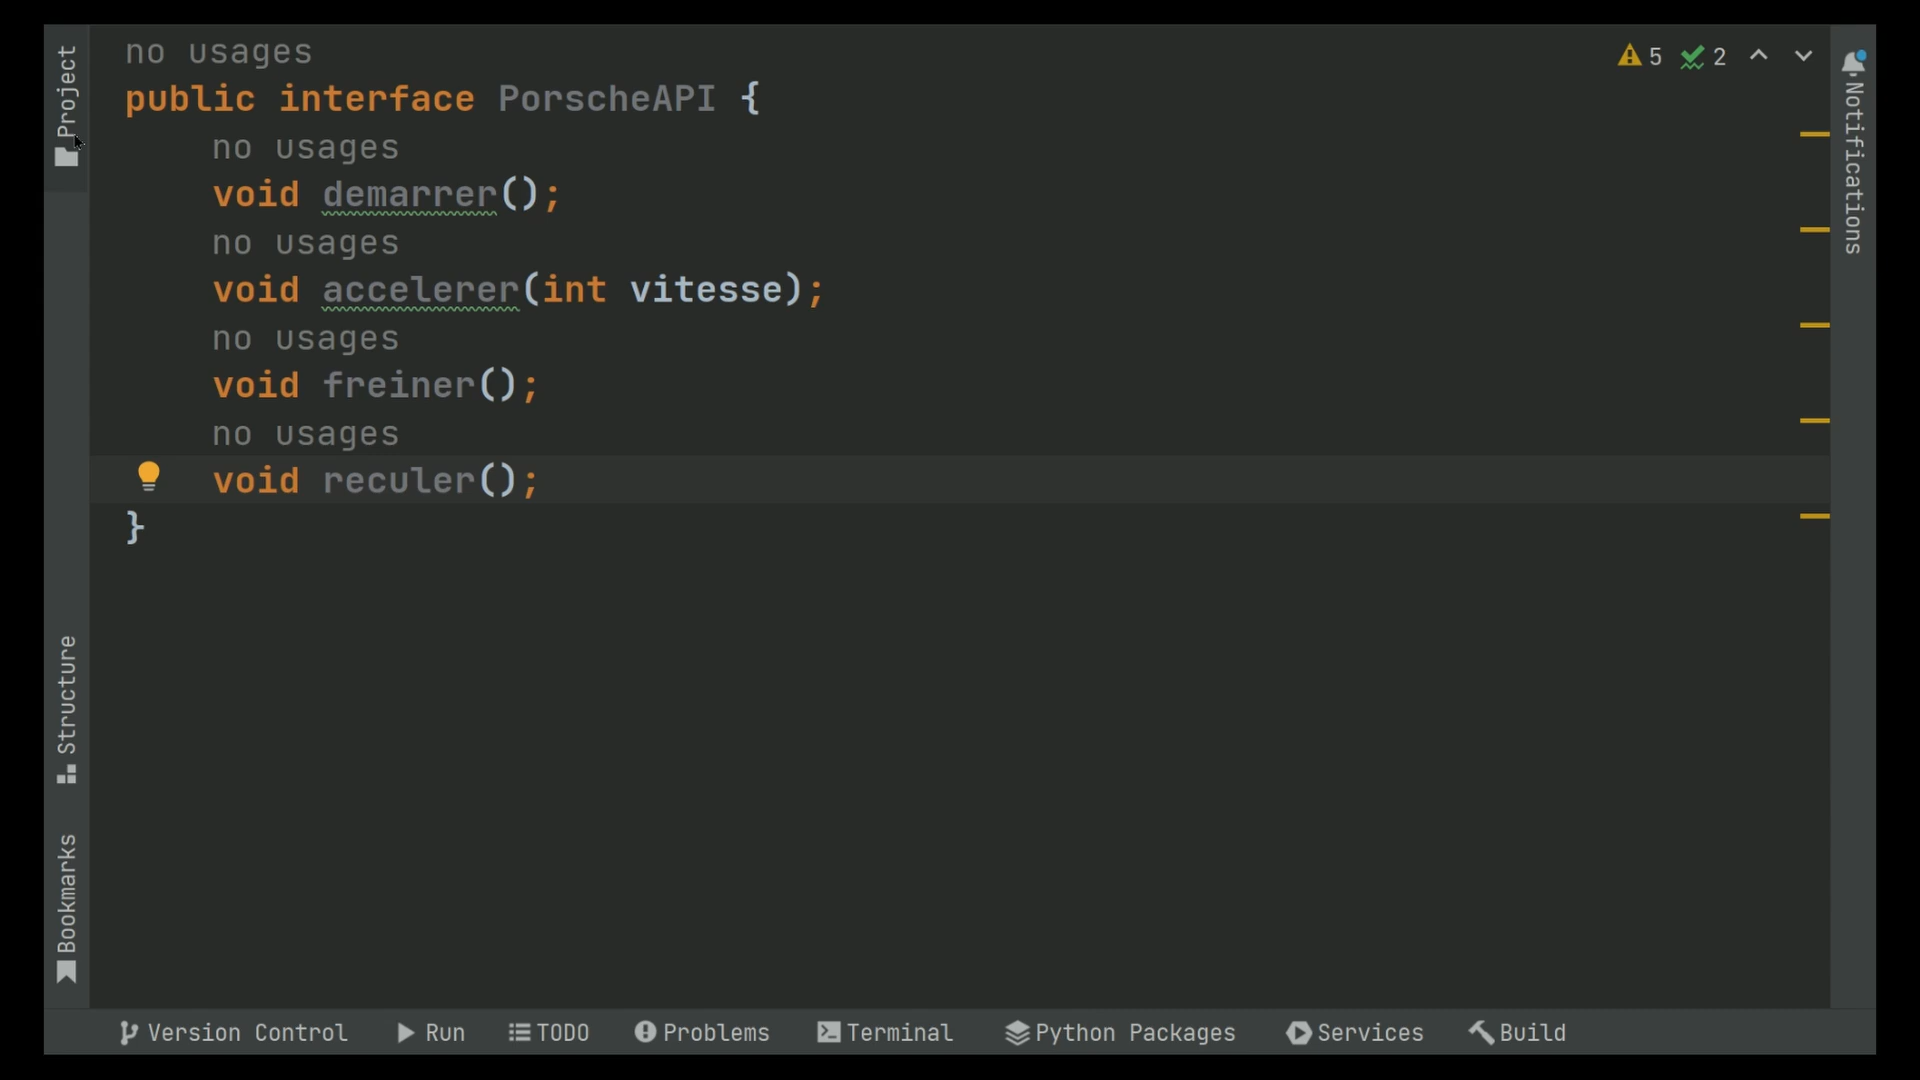 no usages
public interface PorscheAPI {
no usages
void demarrer();
no usages
void accelerer(int vitesse);
no usages
void freiner();
no usages
void reculer();
}
5 2
Project
Structure
Bookmarks
Notifications
Version Control Run TODO Problems Terminal Python Packages Services Build